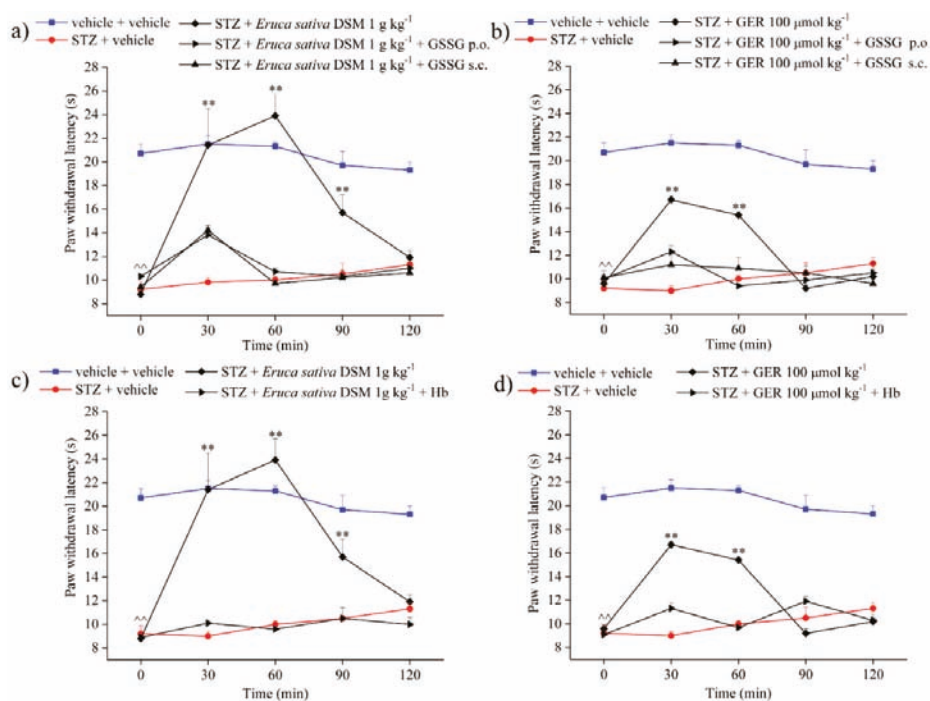 a)
vehicle + vehicle
STZ + vehicle
STZ + Eruca sativa DSM 1 g kg⁻¹
STZ + Eruca sativa DSM 1 g kg⁻¹ + GSSG p.o.
STZ + Eruca sativa DSM 1 g kg⁻¹ + GSSG s.c.
Paw withdrawal latency (s)
28
26
24
22
20
18
16
14
12
10
8
**
**
**
^^
0
30
60
90
120
Time (min)
b)
vehicle + vehicle
STZ + vehicle
STZ + GER 100 μmol kg⁻¹
STZ + GER 100 μmol kg⁻¹ + GSSG p.o
STZ + GER 100 μmol kg⁻¹ + GSSG s.c.
Paw withdrawal latency (s)
28
26
24
22
20
18
16
14
12
10
8
**
**
^^
0
30
60
90
120
Time (min)
c)
vehicle + vehicle
STZ + vehicle
STZ + Eruca sativa DSM 1g kg⁻¹
STZ + Eruca sativa DSM 1g kg⁻¹ + Hb
Paw withdrawal latency (s)
28
26
24
22
20
18
16
14
12
10
8
**
**
**
^^
0
30
60
90
120
Time (min)
d)
vehicle + vehicle
STZ + vehicle
STZ + GER 100 μmol kg⁻¹
STZ + GER 100 μmol kg⁻¹ + Hb
Paw withdrawal latency (s)
28
26
24
22
20
18
16
14
12
10
8
**
**
^^
0
30
60
90
120
Time (min)